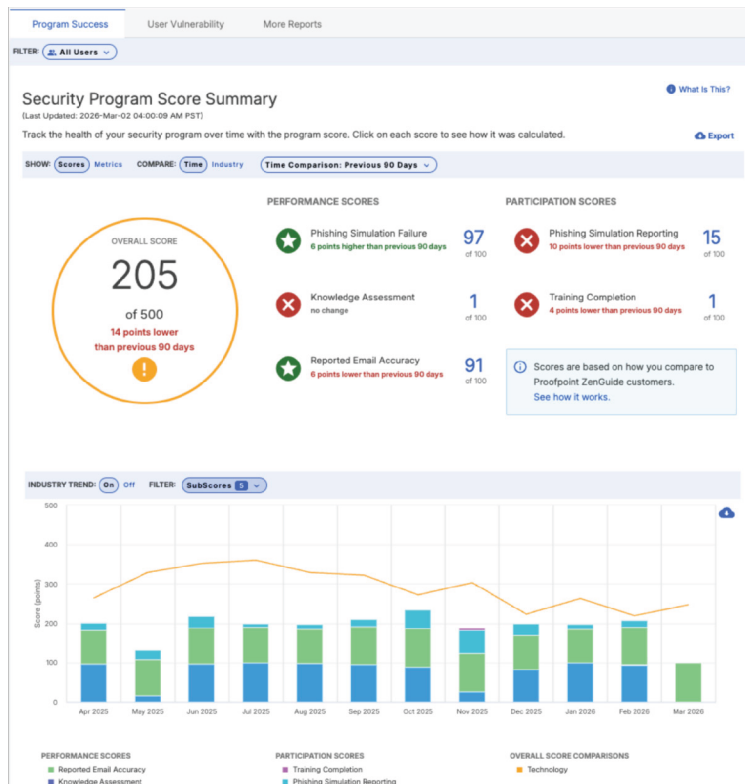 Program Success
User Vulnerability
More Reports
FILTER: All Users
Security Program Score Summary
What Is This?
(Last Updated: 2026-Mar-02 04:00:09 AM PST)
Track the health of your security program over time with the program score. Click on each score to see how it was calculated.
Export
SHOW: Scores Metrics COMPARE: Time Industry Time Comparison: Previous 90 Days
PERFORMANCE SCORES
PARTICIPATION SCORES
OVERALL SCORE
205
of 500
14 points lower
than previous 90 days
Phishing Simulation Failure
6 points higher than previous 90 days
97
of 100
Phishing Simulation Reporting
10 points lower than previous 90 days
15
of 100
Knowledge Assessment
no change
1
of 100
Training Completion
4 points lower than previous 90 days
1
of 100
Reported Email Accuracy
6 points lower than previous 90 days
91
of 100
Scores are based on how you compare to
Proofpoint ZenGuide customers.
See how it works.
INDUSTRY TREND: On Off FILTER: SubScores 5
500
400
300
200
100
0
Score (points)
Apr 2025 May 2025 Jun 2025 Jul 2025 Aug 2025 Sep 2025 Oct 2025 Nov 2025 Dec 2025 Jan 2026 Feb 2026 Mar 2026
PERFORMANCE SCORES
Reported Email Accuracy
Knowledge Assessment
PARTICIPATION SCORES
Training Completion
Phishing Simulation Reporting
OVERALL SCORE COMPARISONS
Technology